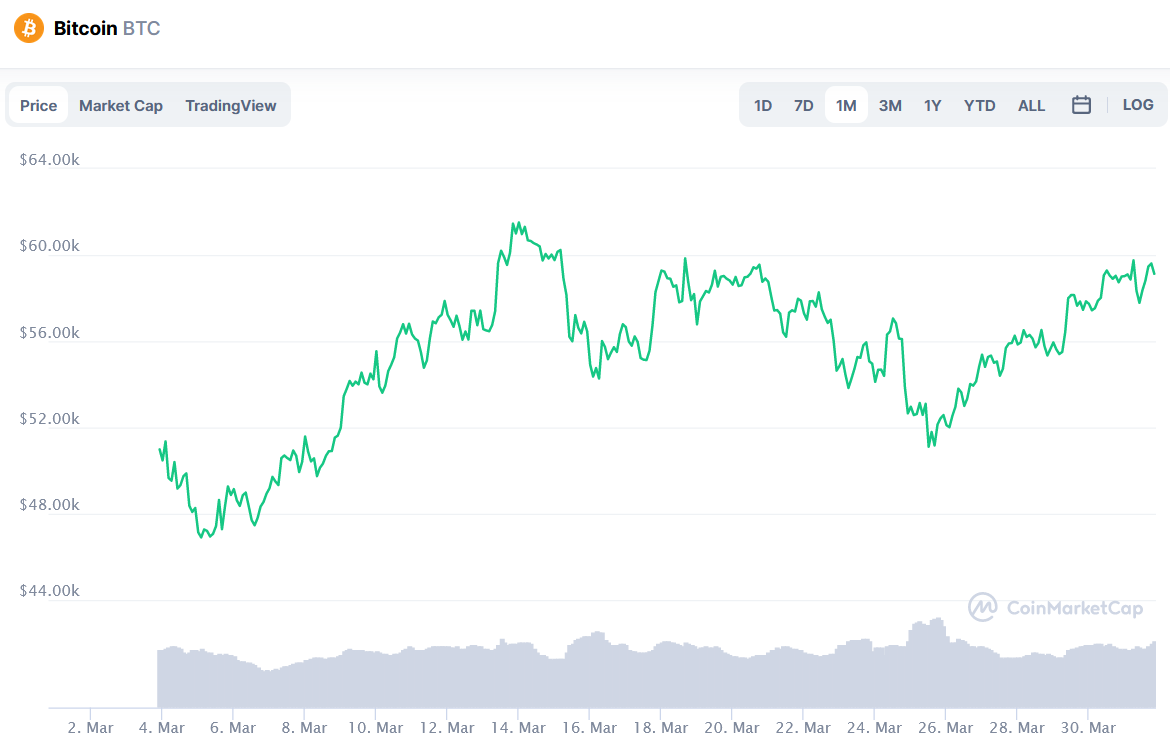 Bitcoin BTC
Price Market Cap TradingView 1D 7D 1M 3M 1Y YTD ALL LOG
$64.00k
$60.00k
$56.00k
$52.00k
$48.00k
$44.00k
CoinMarketCap
2. Mar 4. Mar 6. Mar 8. Mar 10. Mar 12. Mar 14. Mar 16. Mar 18. Mar 20. Mar 22. Mar 24. Mar 26. Mar 28. Mar 30. Mar